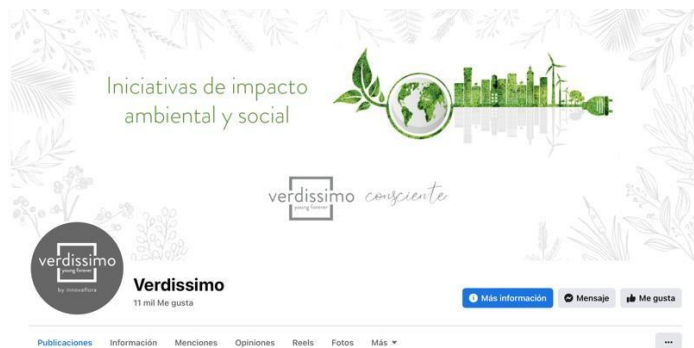 Iniciativas de impacto
ambiental y social
verdissimo consciente
young forever
verdissimo
young forever
by innovaflora
Verdissimo
11 mil Me gusta
Más información Mensaje Me gusta
Publicaciones Información Menciones Opiniones Reels Fotos Más